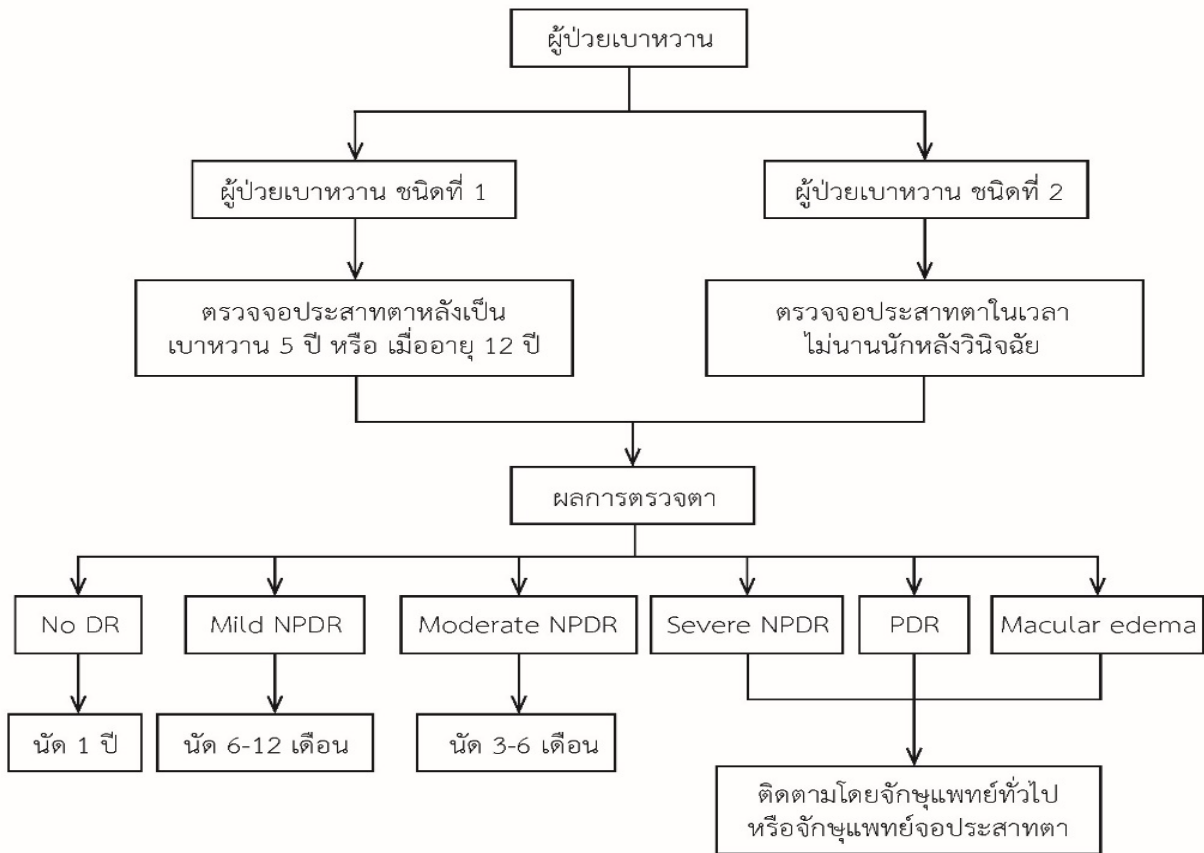 ผู้ป่วยเบาหวาน
ผู้ป่วยเบาหวาน ชนิดที่ 1
ผู้ป่วยเบาหวาน ชนิดที่ 2
ตรวจจอประสาทตาหลังเป็น
เบาหวาน 5 ปี หรือ เมื่ออายุ 12 ปี
ตรวจจอประสาทตาในเวลา
ไม่นานนักหลังวินิจฉัย
ผลการตรวจตา
No DR
Mild NPDR
Moderate NPDR
Severe NPDR
PDR
Macular edema
นัด 1 ปี
นัด 6-12 เดือน
นัด 3-6 เดือน
ติดตามโดยจักษุแพทย์ทั่วไป
หรือจักษุแพทย์จอประสาทตา